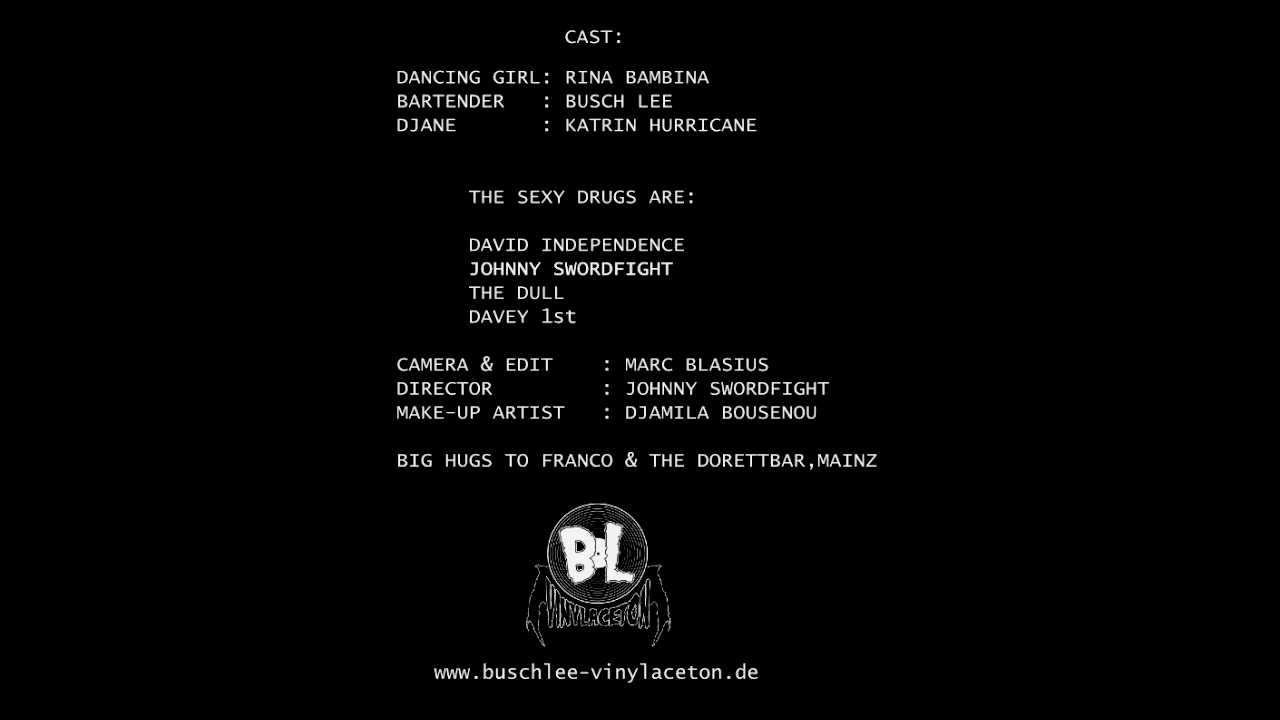 CAST:
DANCING GIRL: RINA BAMBINA
BARTENDER : BUSCH LEE
DJANE : KATRIN HURRICANE
THE SEXY DRUGS ARE:
DAVID INDEPENDENCE
JOHNNY SWORDFIGHT
THE DULL
DAVEY 1st
CAMERA & EDIT : MARC BLASIUS
DIRECTOR : JOHNNY SWORDFIGHT
MAKE-UP ARTIST : DJAMILA BOUSENOU
BIG HUGS TO FRANCO & THE DORETTBAR,MAINZ
B L
VINYLACETON
www.buschlee-vinylaceton.de